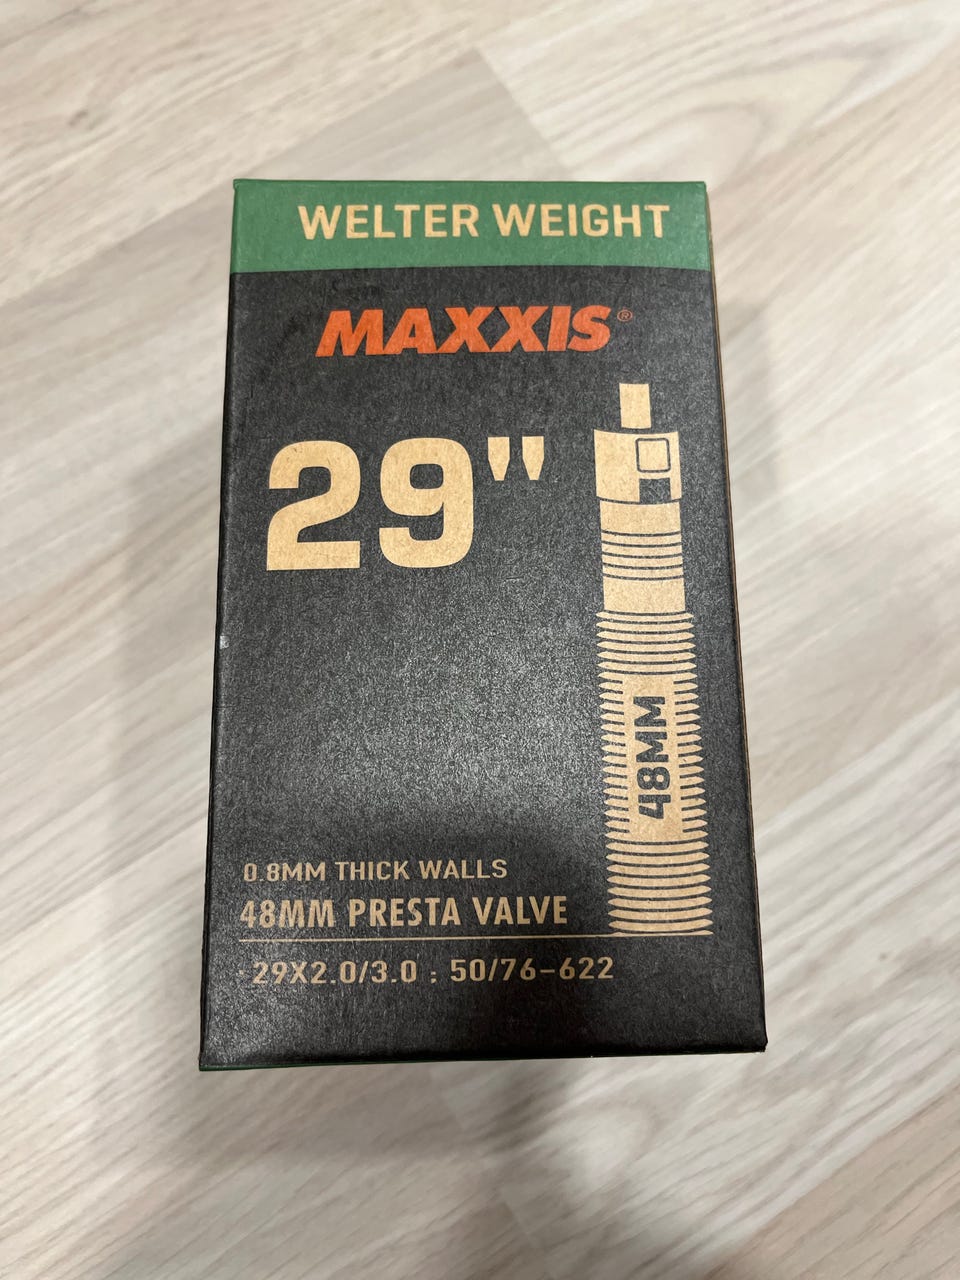 WELTER WEIGHT
MAXXIS®
29"
48MM
0.8MM THICK WALLS
48MM PRESTA VALVE
29X2.0/3.0 : 50/76-622